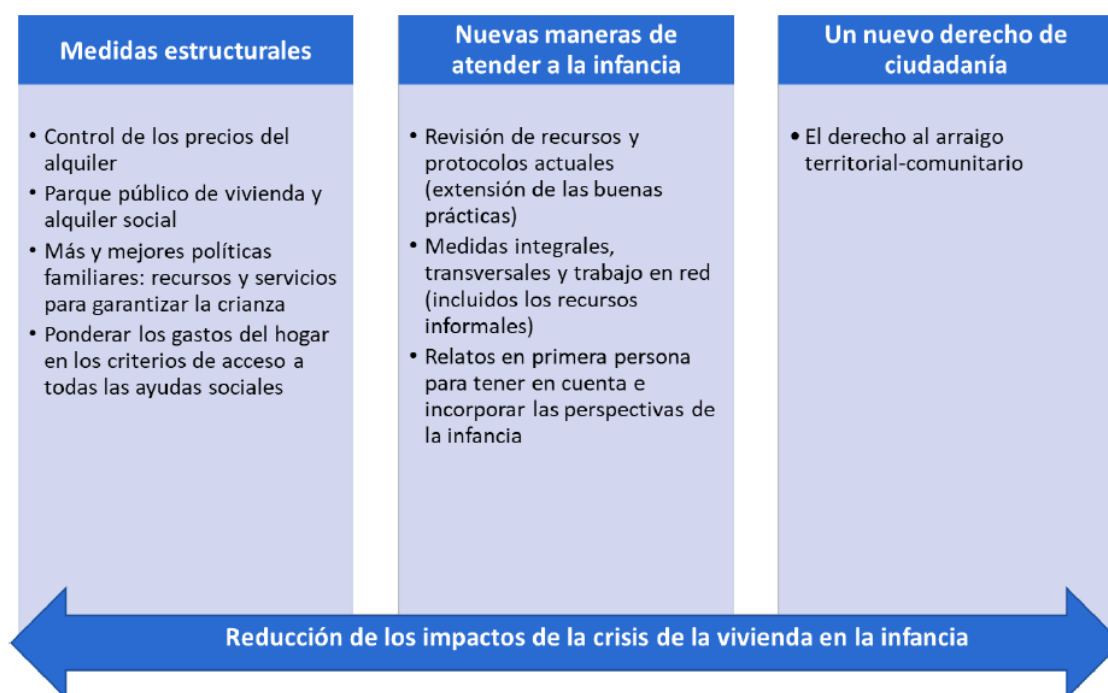 Medidas estructurales
• Control de los precios del
alquiler
• Parque público de vivienda y
alquiler social
• Más y mejores políticas
familiares: recursos y servicios
para garantizar la crianza
• Ponderar los gastos del hogar
en los criterios de acceso a
todas las ayudas sociales
Nuevas maneras de
atender a la infancia
• Revisión de recursos y
protocolos actuales
(extensión de las buenas
prácticas)
• Medidas integrales,
transversales y trabajo en red
(incluidos los recursos
informales)
• Relatos en primera persona
para tener en cuenta e
incorporar las perspectivas de
la infancia
Un nuevo derecho de
ciudadanía
• El derecho al arraigo
territorial-comunitario
Reducción de los impactos de la crisis de la vivienda en la infancia